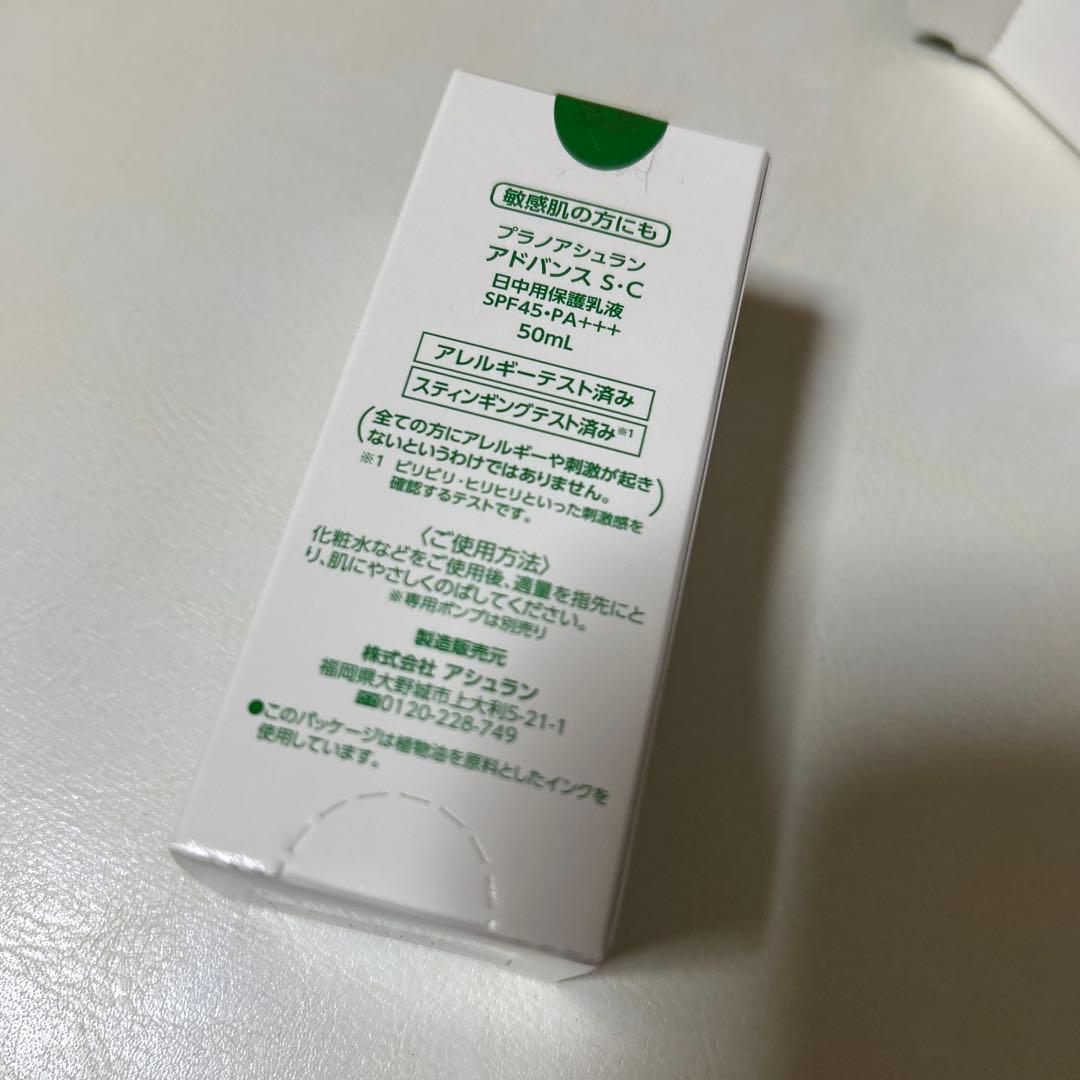 敏感肌の方にも
プラノアシュラン
アドバンス S・C
日中用保護乳液
SPF45・PA+++
50mL
アレルギーテスト済み
スティンギングテスト済み※1
(全ての方にアレルギーや刺激が起き
ないというわけではありません。)
※1 ピリピリ・ヒリヒリといった刺激感を
確認するテストです。
〈ご使用方法〉
化粧水などをご使用後、適量を指先にと
り、肌にやさしくのばしてください。
※専用ポンプは別売り
製造販売元
株式会社 アシュラン
福岡県大野城市上大利5-21-1
0120-228-749
●このパッケージは植物油を原料としたインクを
使用しています。